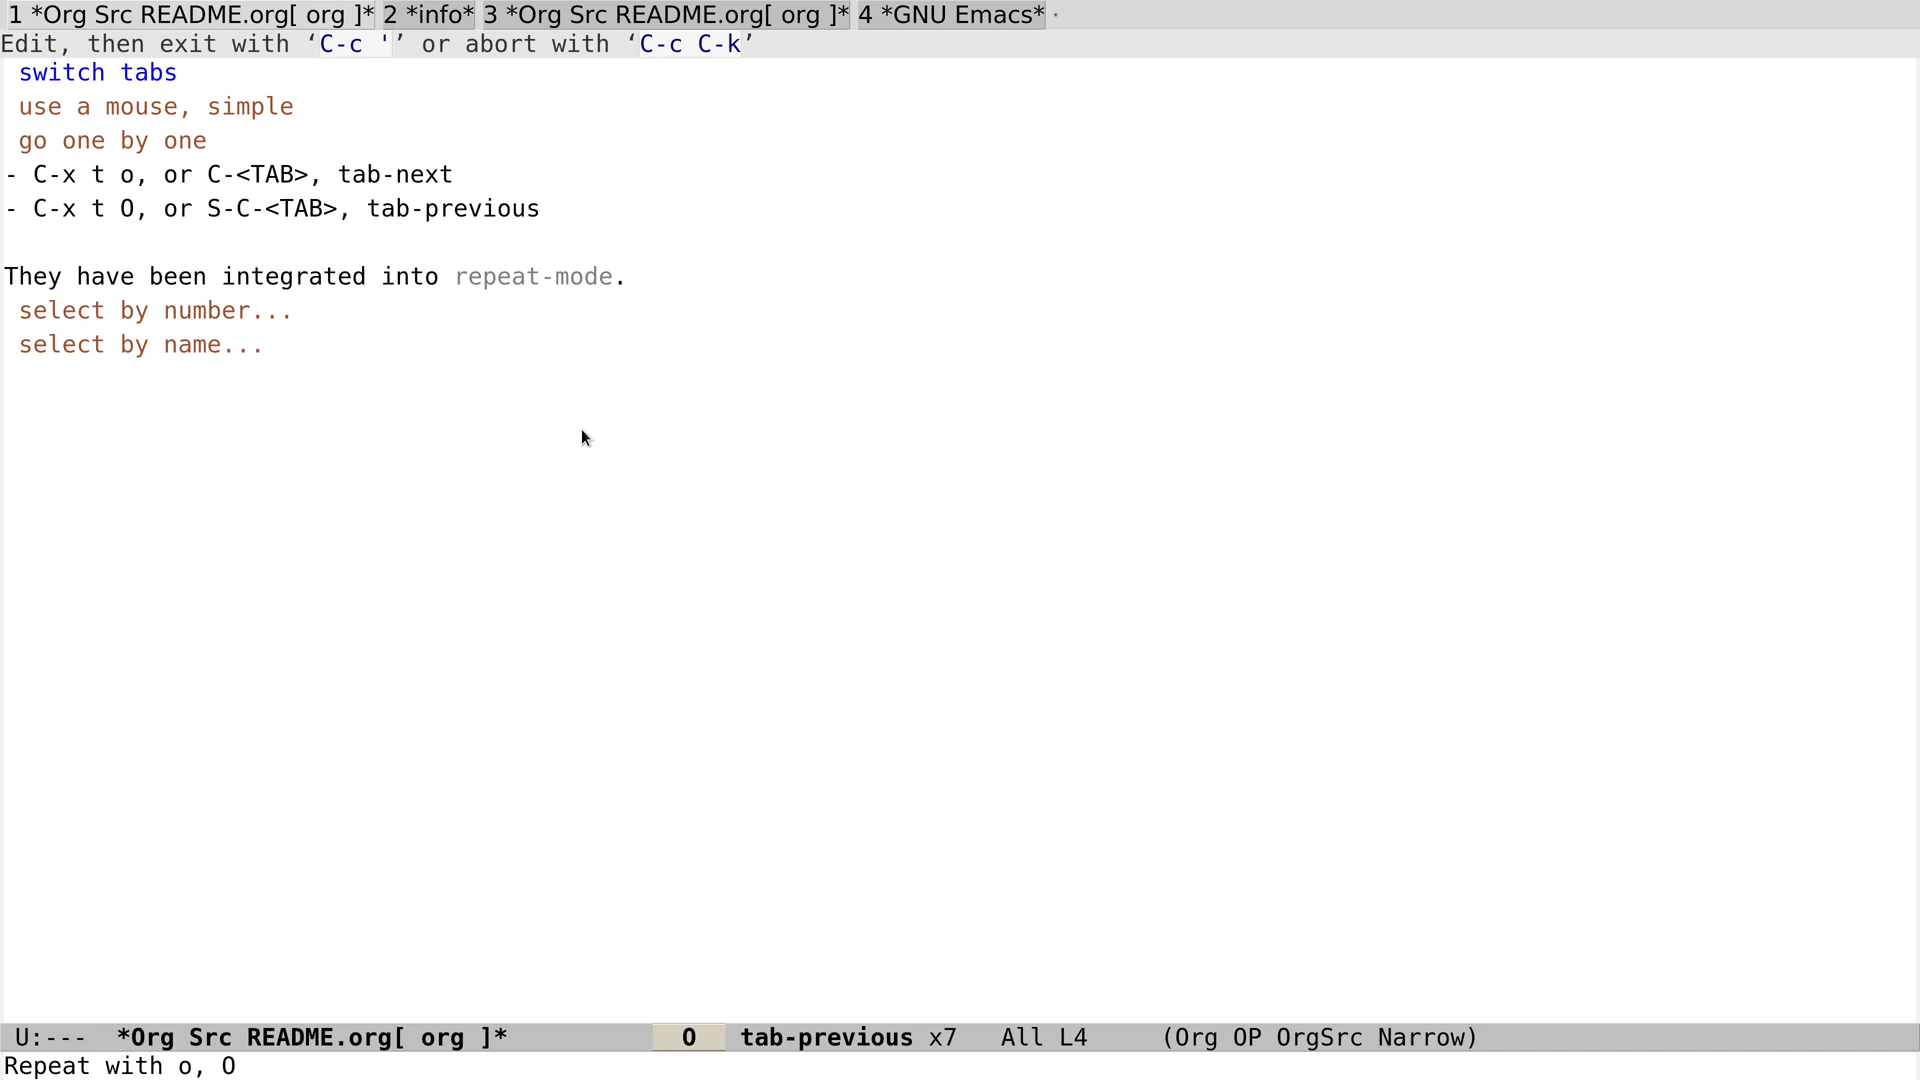 1 *Org Src README.org[ org ]* 2 *info* 3 *Org Src README.org[ org ]* 4 *GNU Emacs*
Edit, then exit with ‘C-c '’ or abort with ‘C-c C-k’
switch tabs
use a mouse, simple
go one by one
- C-x t o, or C-<TAB>, tab-next
- C-x t O, or S-C-<TAB>, tab-previous
They have been integrated into repeat-mode.
select by number...
select by name...
U:--- *Org Src README.org[ org ]* O tab-previous x7 All L4 (Org OP OrgSrc Narrow)
Repeat with o, O